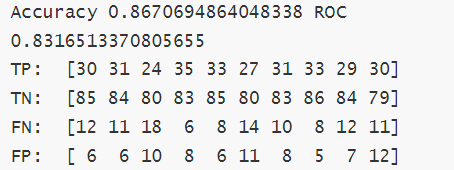 Accuracy 0.8670694864048338 ROC
0.8316513370805655
TP:  [30 31 24 35 33 27 31 33 29 30]
TN:  [85 84 80 83 85 80 83 86 84 79]
FN:  [12 11 18  6  8 14 10  8 12 11]
FP:  [ 6  6 10  8  6 11  8  5  7 12]